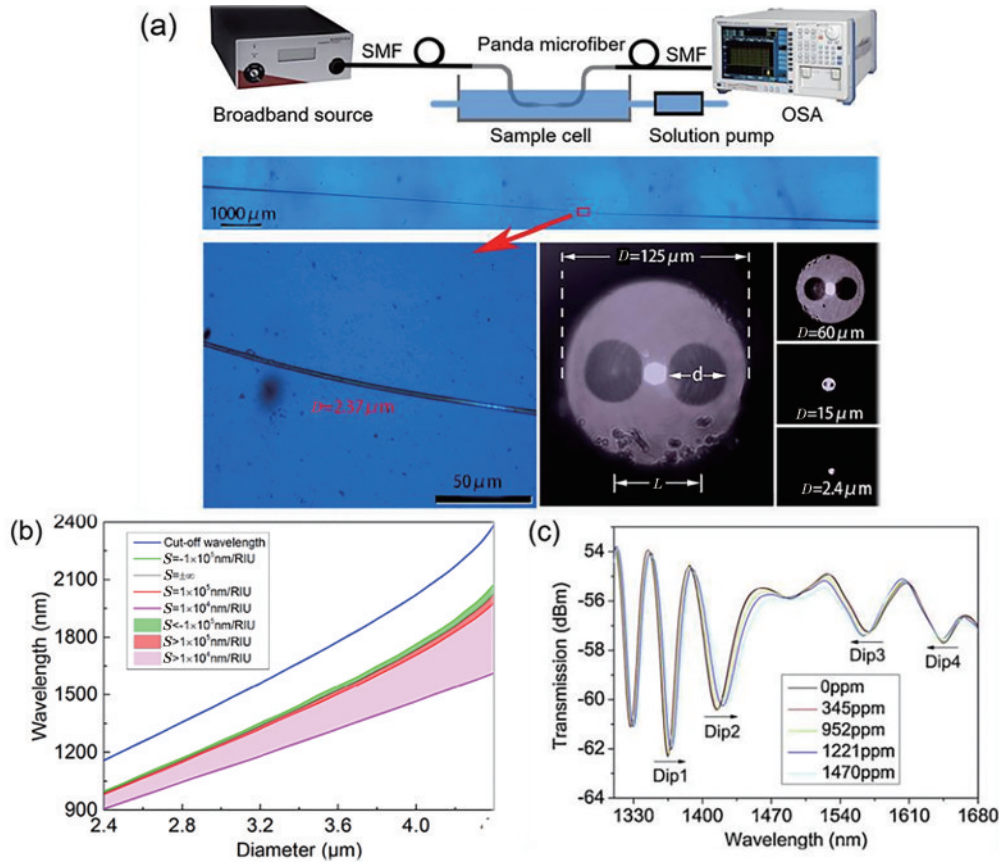 (a)
SMF
Panda microfiber
SMF
Broadband source
Sample cell
Solution pump
OSA
1000 μm
D=2.37 μm
50 μm
D=125 μm
d
L
D=60 μm
D=15 μm
D=2.4 μm
(b)
2400
2100
1800
1500
1200
900
Wavelength (nm)
Cut-off wavelength
S=-1×10⁵nm/RIU
S=±∞
S=1×10⁵nm/RIU
S=1×10⁴nm/RIU
S<-1×10⁵nm/RIU
S>1×10⁵nm/RIU
S>1×10⁴nm/RIU
2.4 2.8 3.2 3.6 4.0
Diameter (μm)
(c)
-54
-56
-58
-60
-62
-64
Transmission (dBm)
Dip1
Dip2
Dip3
Dip4
0ppm
345ppm
952ppm
1221ppm
1470ppm
1330 1400 1470 1540 1610 1680
Wavelength (nm)